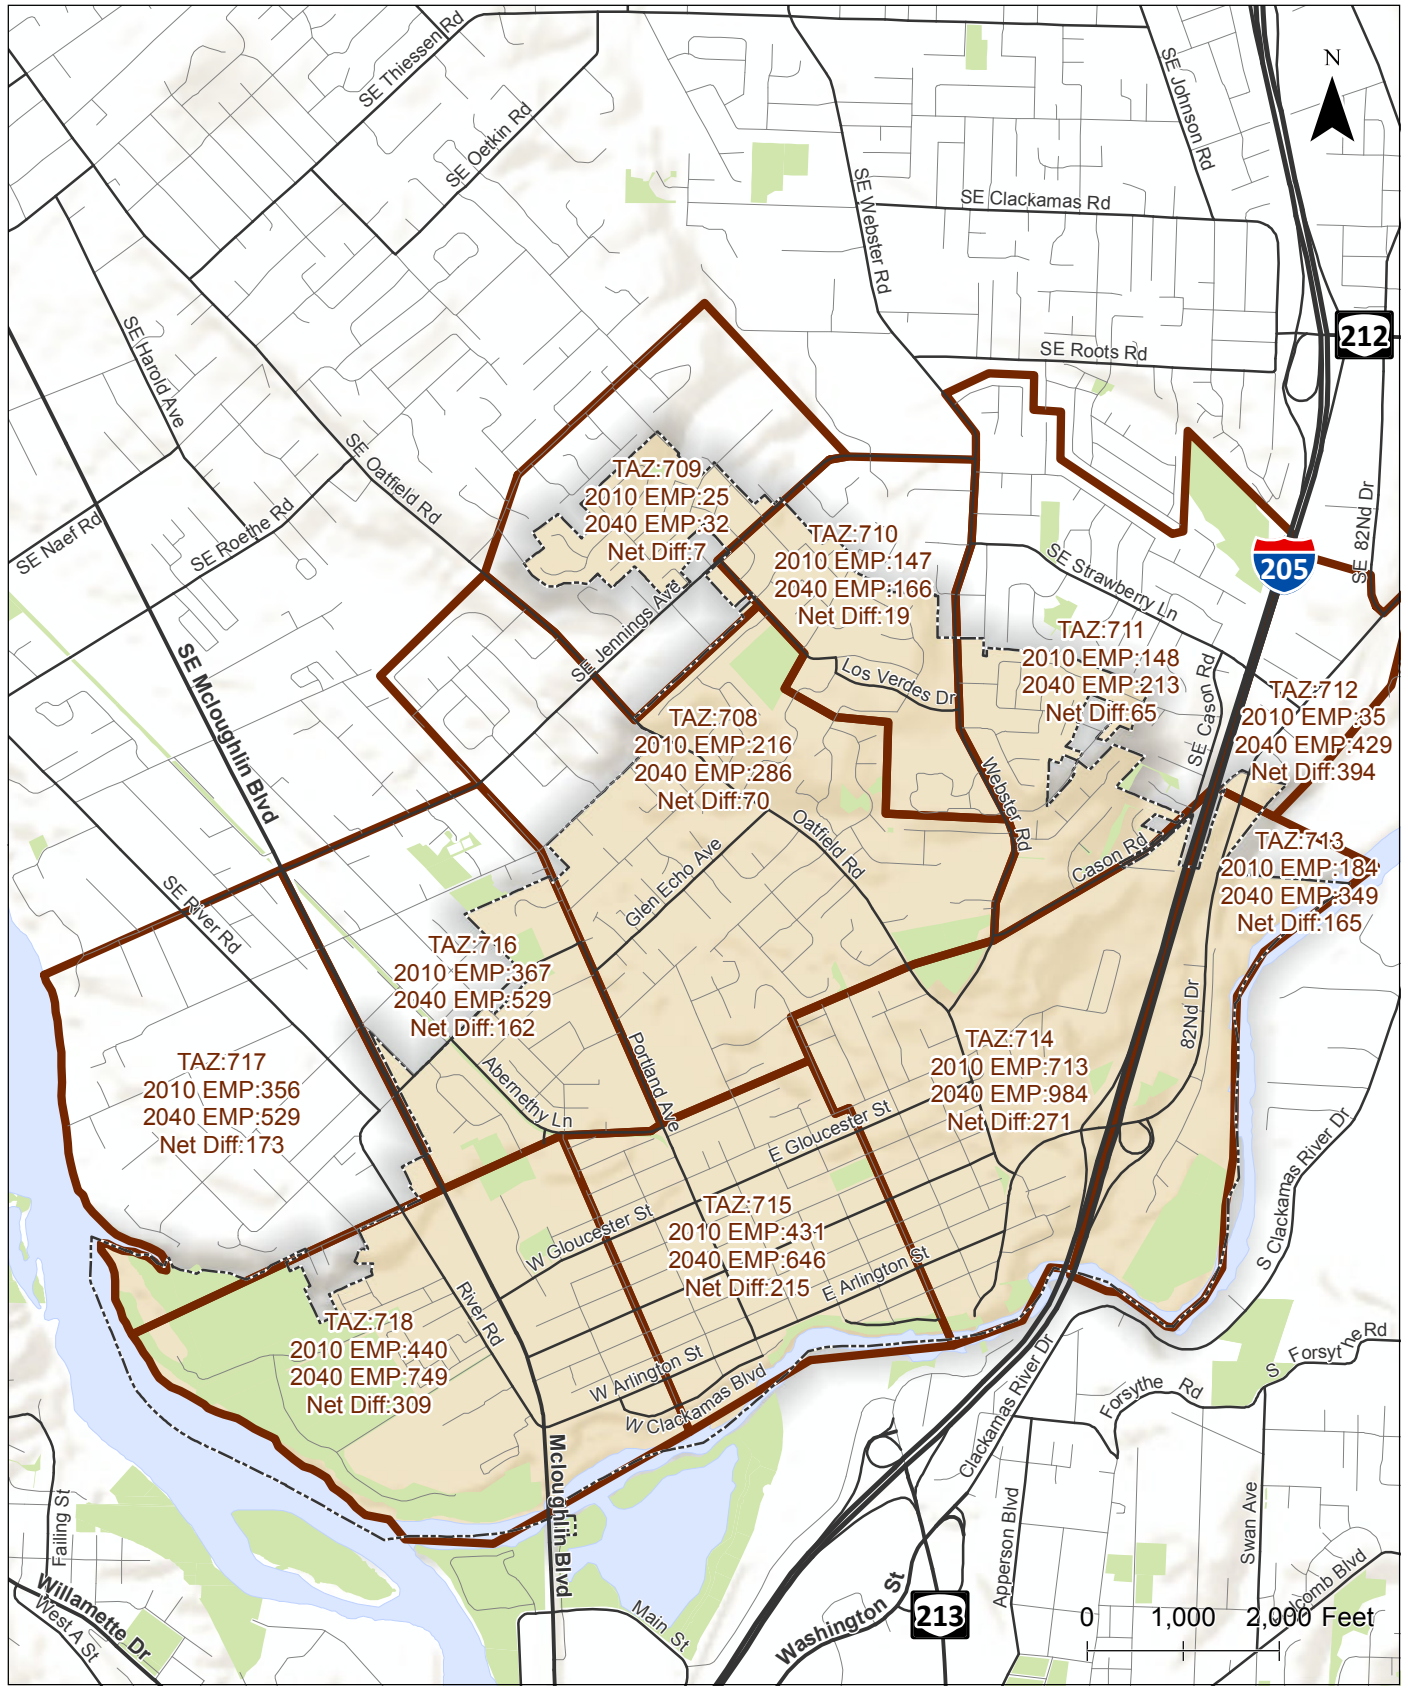 SE Thiessen Rd
SE Oetkin Rd
SE Johnson Rd
N
SE Webster Rd
SE Clackamas Rd
212
SE Roots Rd
SE Harold Ave
SE Oatfield Rd
SE Naef Rd
SE Roethe Rd
SE 82Nd Dr
TAZ:709
2010 EMP:25
2040 EMP:32
Net Diff:7
TAZ:710
2010 EMP:147
2040 EMP:166
Net Diff:19
205
SE Strawberry Ln
SE Jennings Ave
TAZ:711
2010 EMP:148
2040 EMP:213
Net Diff:65
SE Mcloughlin Blvd
Los Verdes Dr
SE Cason Rd
TAZ:712
2010 EMP:35
2040 EMP:429
Net Diff:394
TAZ:708
2010 EMP:216
2040 EMP:286
Net Diff:70
Webster Rd
Oatfield Rd
Glen Echo Ave
Cason Rd
TAZ:713
2010 EMP:184
2040 EMP:349
Net Diff:165
SE River Rd
TAZ:716
2010 EMP:367
2040 EMP:529
Net Diff:162
82Nd Dr
TAZ:717
2010 EMP:356
2040 EMP:529
Net Diff:173
Abernethy Ln
Portland Ave
TAZ:714
2010 EMP:713
2040 EMP:984
Net Diff:271
E Gloucester St
S Clackamas River Dr
W Gloucester St
TAZ:715
2010 EMP:431
2040 EMP:646
Net Diff:215
E Arlington St
River Rd
TAZ:718
2010 EMP:440
2040 EMP:749
Net Diff:309
W Arlington St
W Clackamas Blvd
Clackamas River Dr
S Forsythe Rd
Forsythe Rd
Mcloughlin Blvd
Failing St
Apperson Blvd
Swan Ave
Willamette Dr
West A St
Main St
Washington St
213
Holcomb Blvd
0 1,000 2,000 Feet